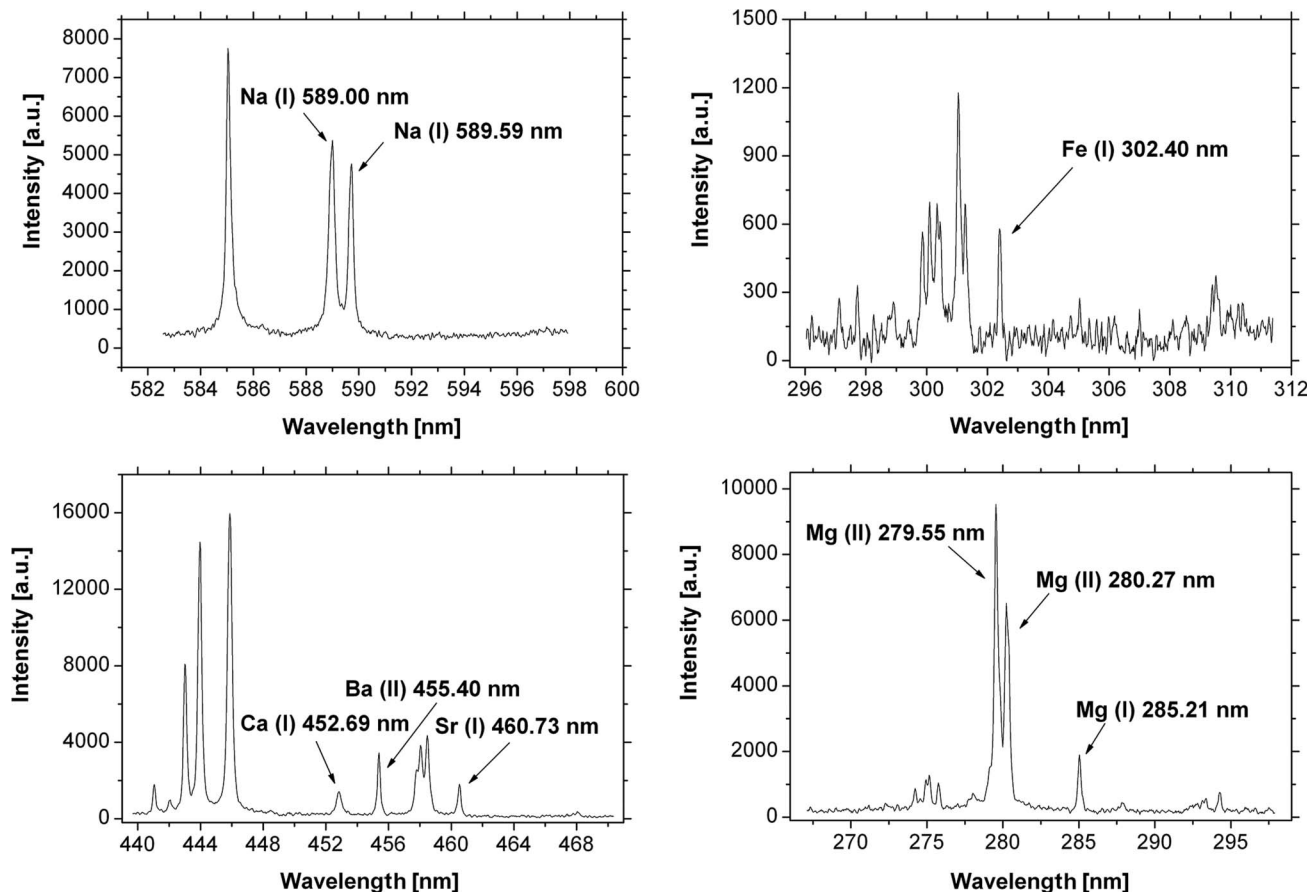 8000
7000
6000
5000
4000
3000
2000
1000
0
Intensity [a.u.]
Na (I) 589.00 nm
Na (I) 589.59 nm
582 584 586 588 590 592 594 596 598 600
Wavelength [nm]
1500
1200
900
600
300
0
Intensity [a.u.]
Fe (I) 302.40 nm
296 298 300 302 304 306 308 310 312
Wavelength [nm]
16000
12000
8000
4000
0
Intensity [a.u.]
Ba (II) 455.40 nm
Ca (I) 452.69 nm
Sr (I) 460.73 nm
440 444 448 452 456 460 464 468
Wavelength [nm]
10000
8000
6000
4000
2000
0
Intensity [a.u.]
Mg (II) 279.55 nm
Mg (II) 280.27 nm
Mg (I) 285.21 nm
270 275 280 285 290 295
Wavelength [nm]